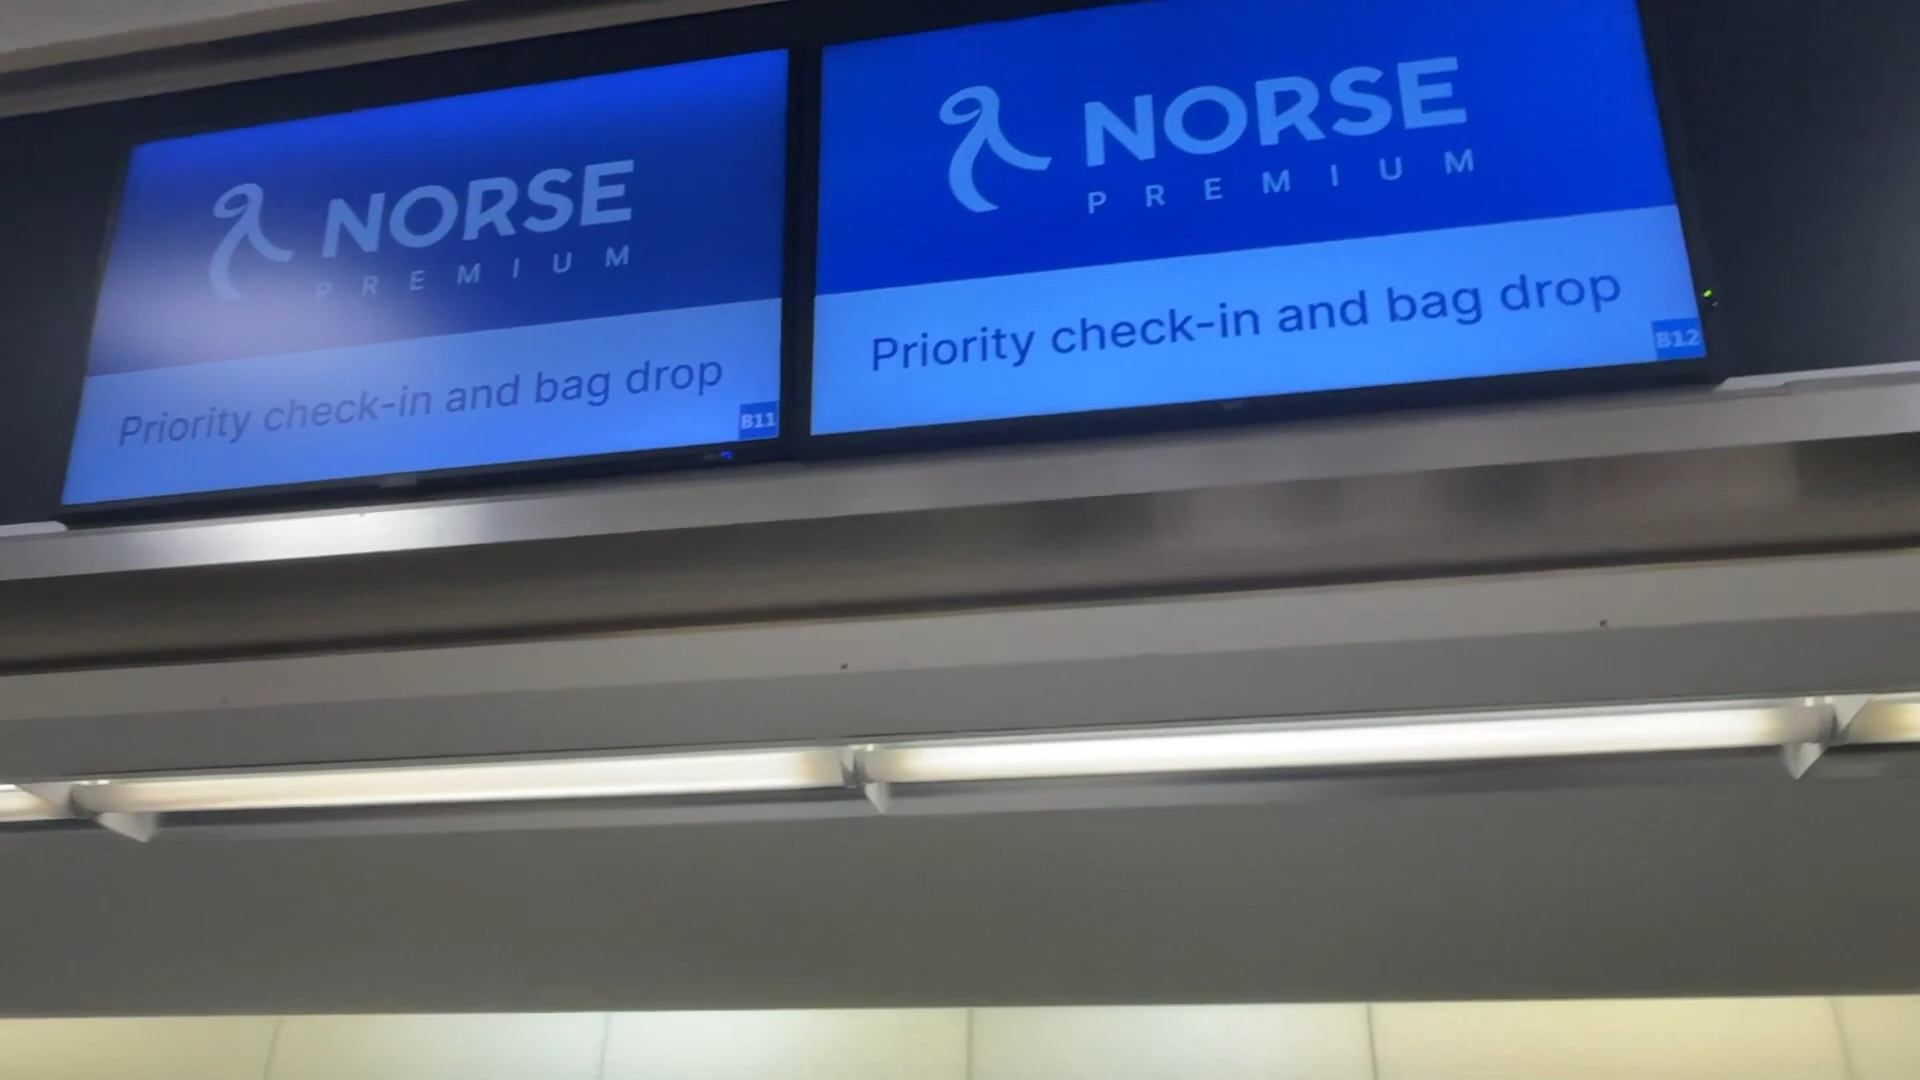 NORSE
PREMIUM
Priority check-in and bag drop
B11
NORSE
PREMIUM
Priority check-in and bag drop
B12